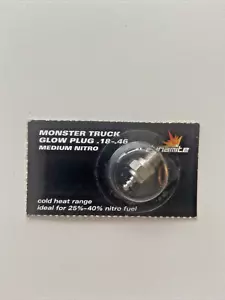 MONSTER TRUCK
GLOW PLUG .18-.46
MEDIUM NITRO
cold heat range
ideal for 25%-40% nitro fuel